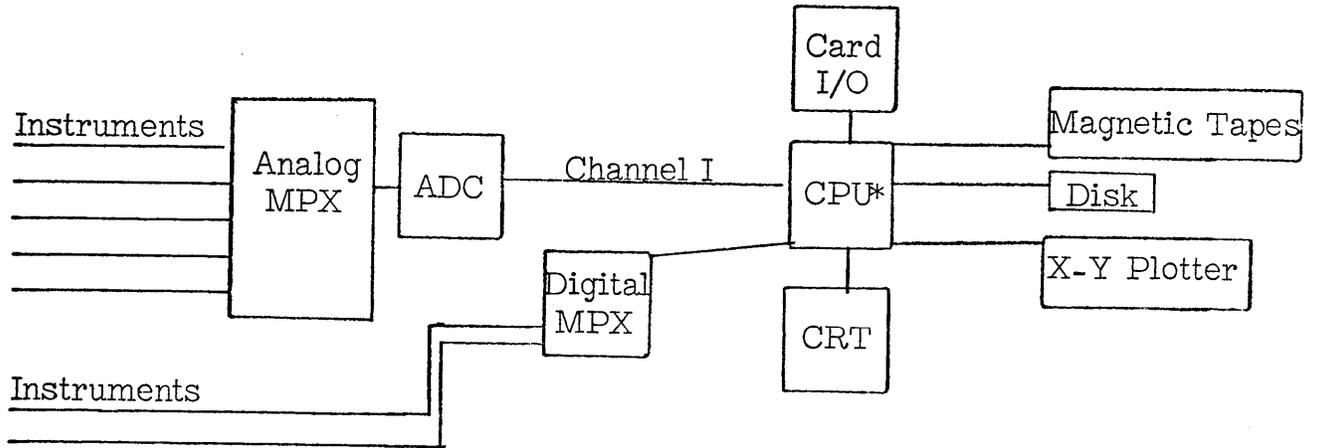 Card
I/O
Instruments
Magnetic Tapes
Analog
MPX
ADC
Channel I
CPU*
Disk
Digital
MPX
X-Y Plotter
CRT
Instruments